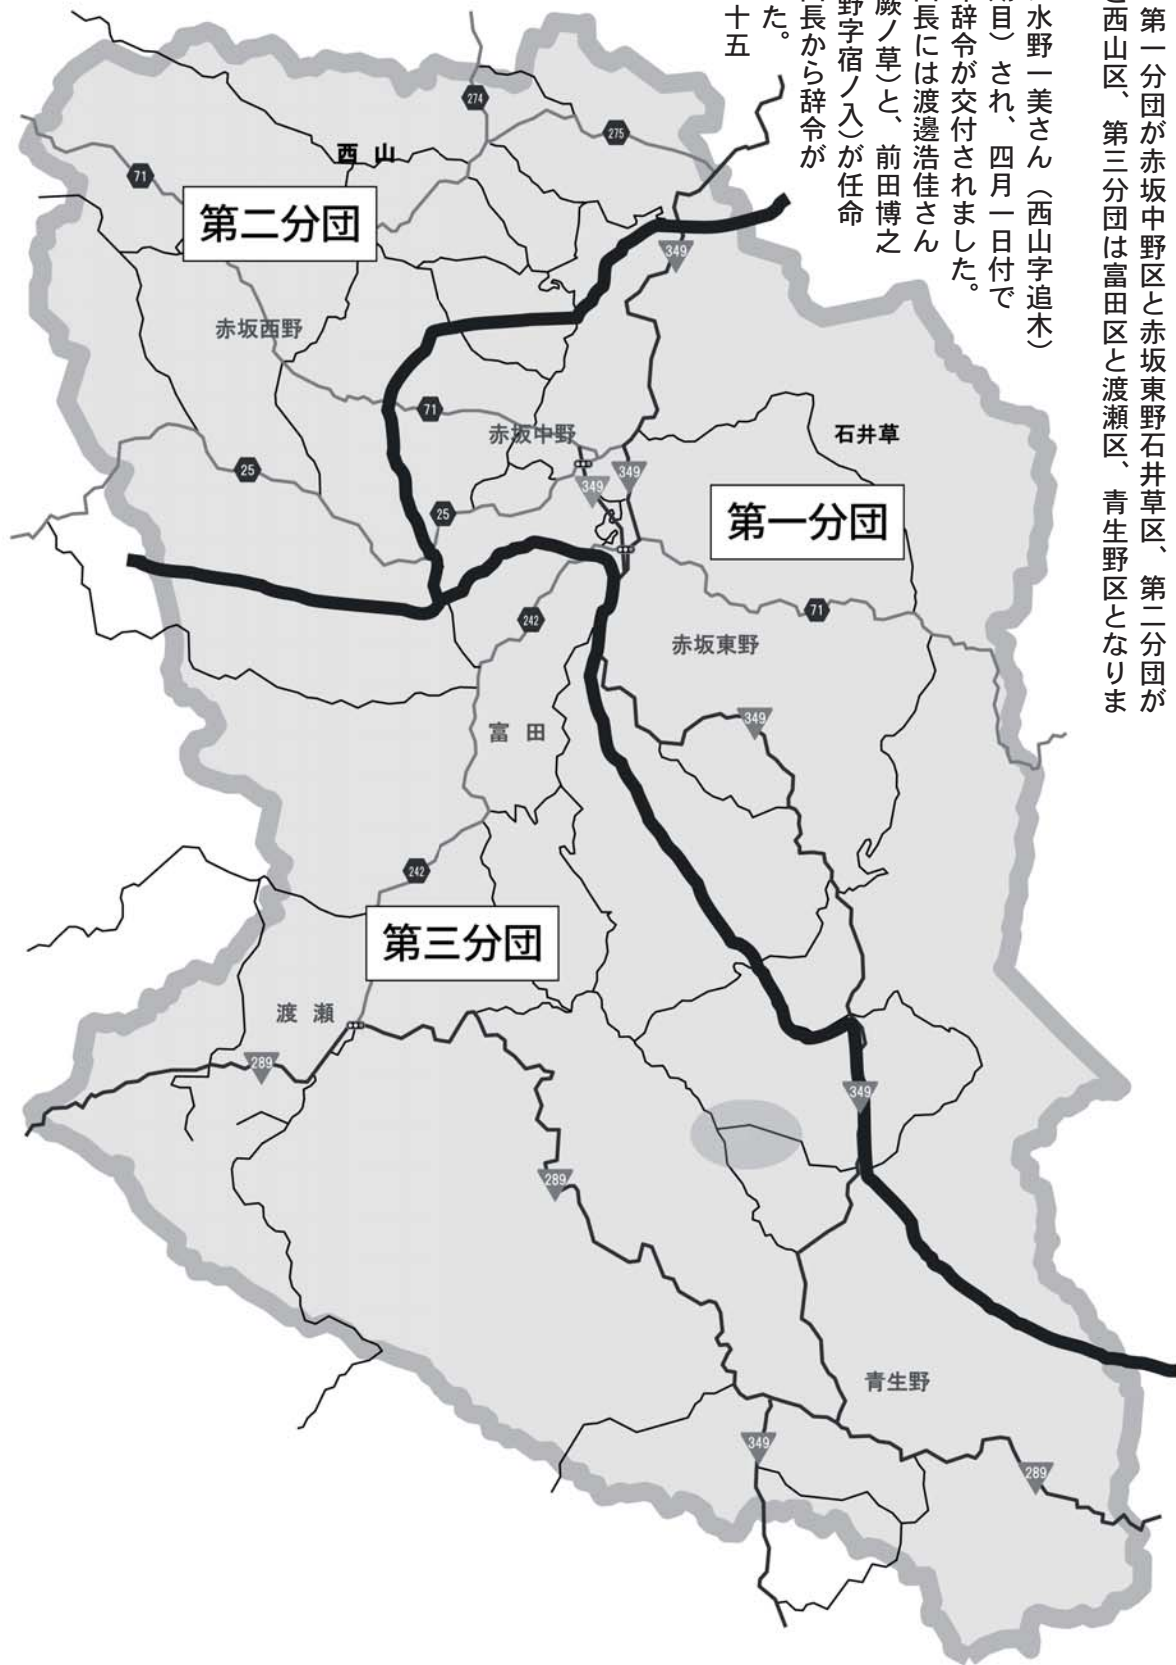 第一分団が赤坂中野区と赤坂東野石井草区、第二分団が
西山区、第三分団は富田区と渡瀬区、青生野区となりま
水野一美さん（西山字追木）
期目）され、四月一日付で
辞令が交付されました。
長には渡邊浩佳さん
蕨ノ草）と、前田博之
野字宿ノ入）が任命
長から辞令が
た。
十五
274
275
西 山
71
第二分団
349
赤坂西野
71
赤坂中野
石井草
25
349
349
25
第一分団
242
71
赤坂東野
349
富 田
242
第三分団
渡 瀬
289
349
289
青生野
349
289